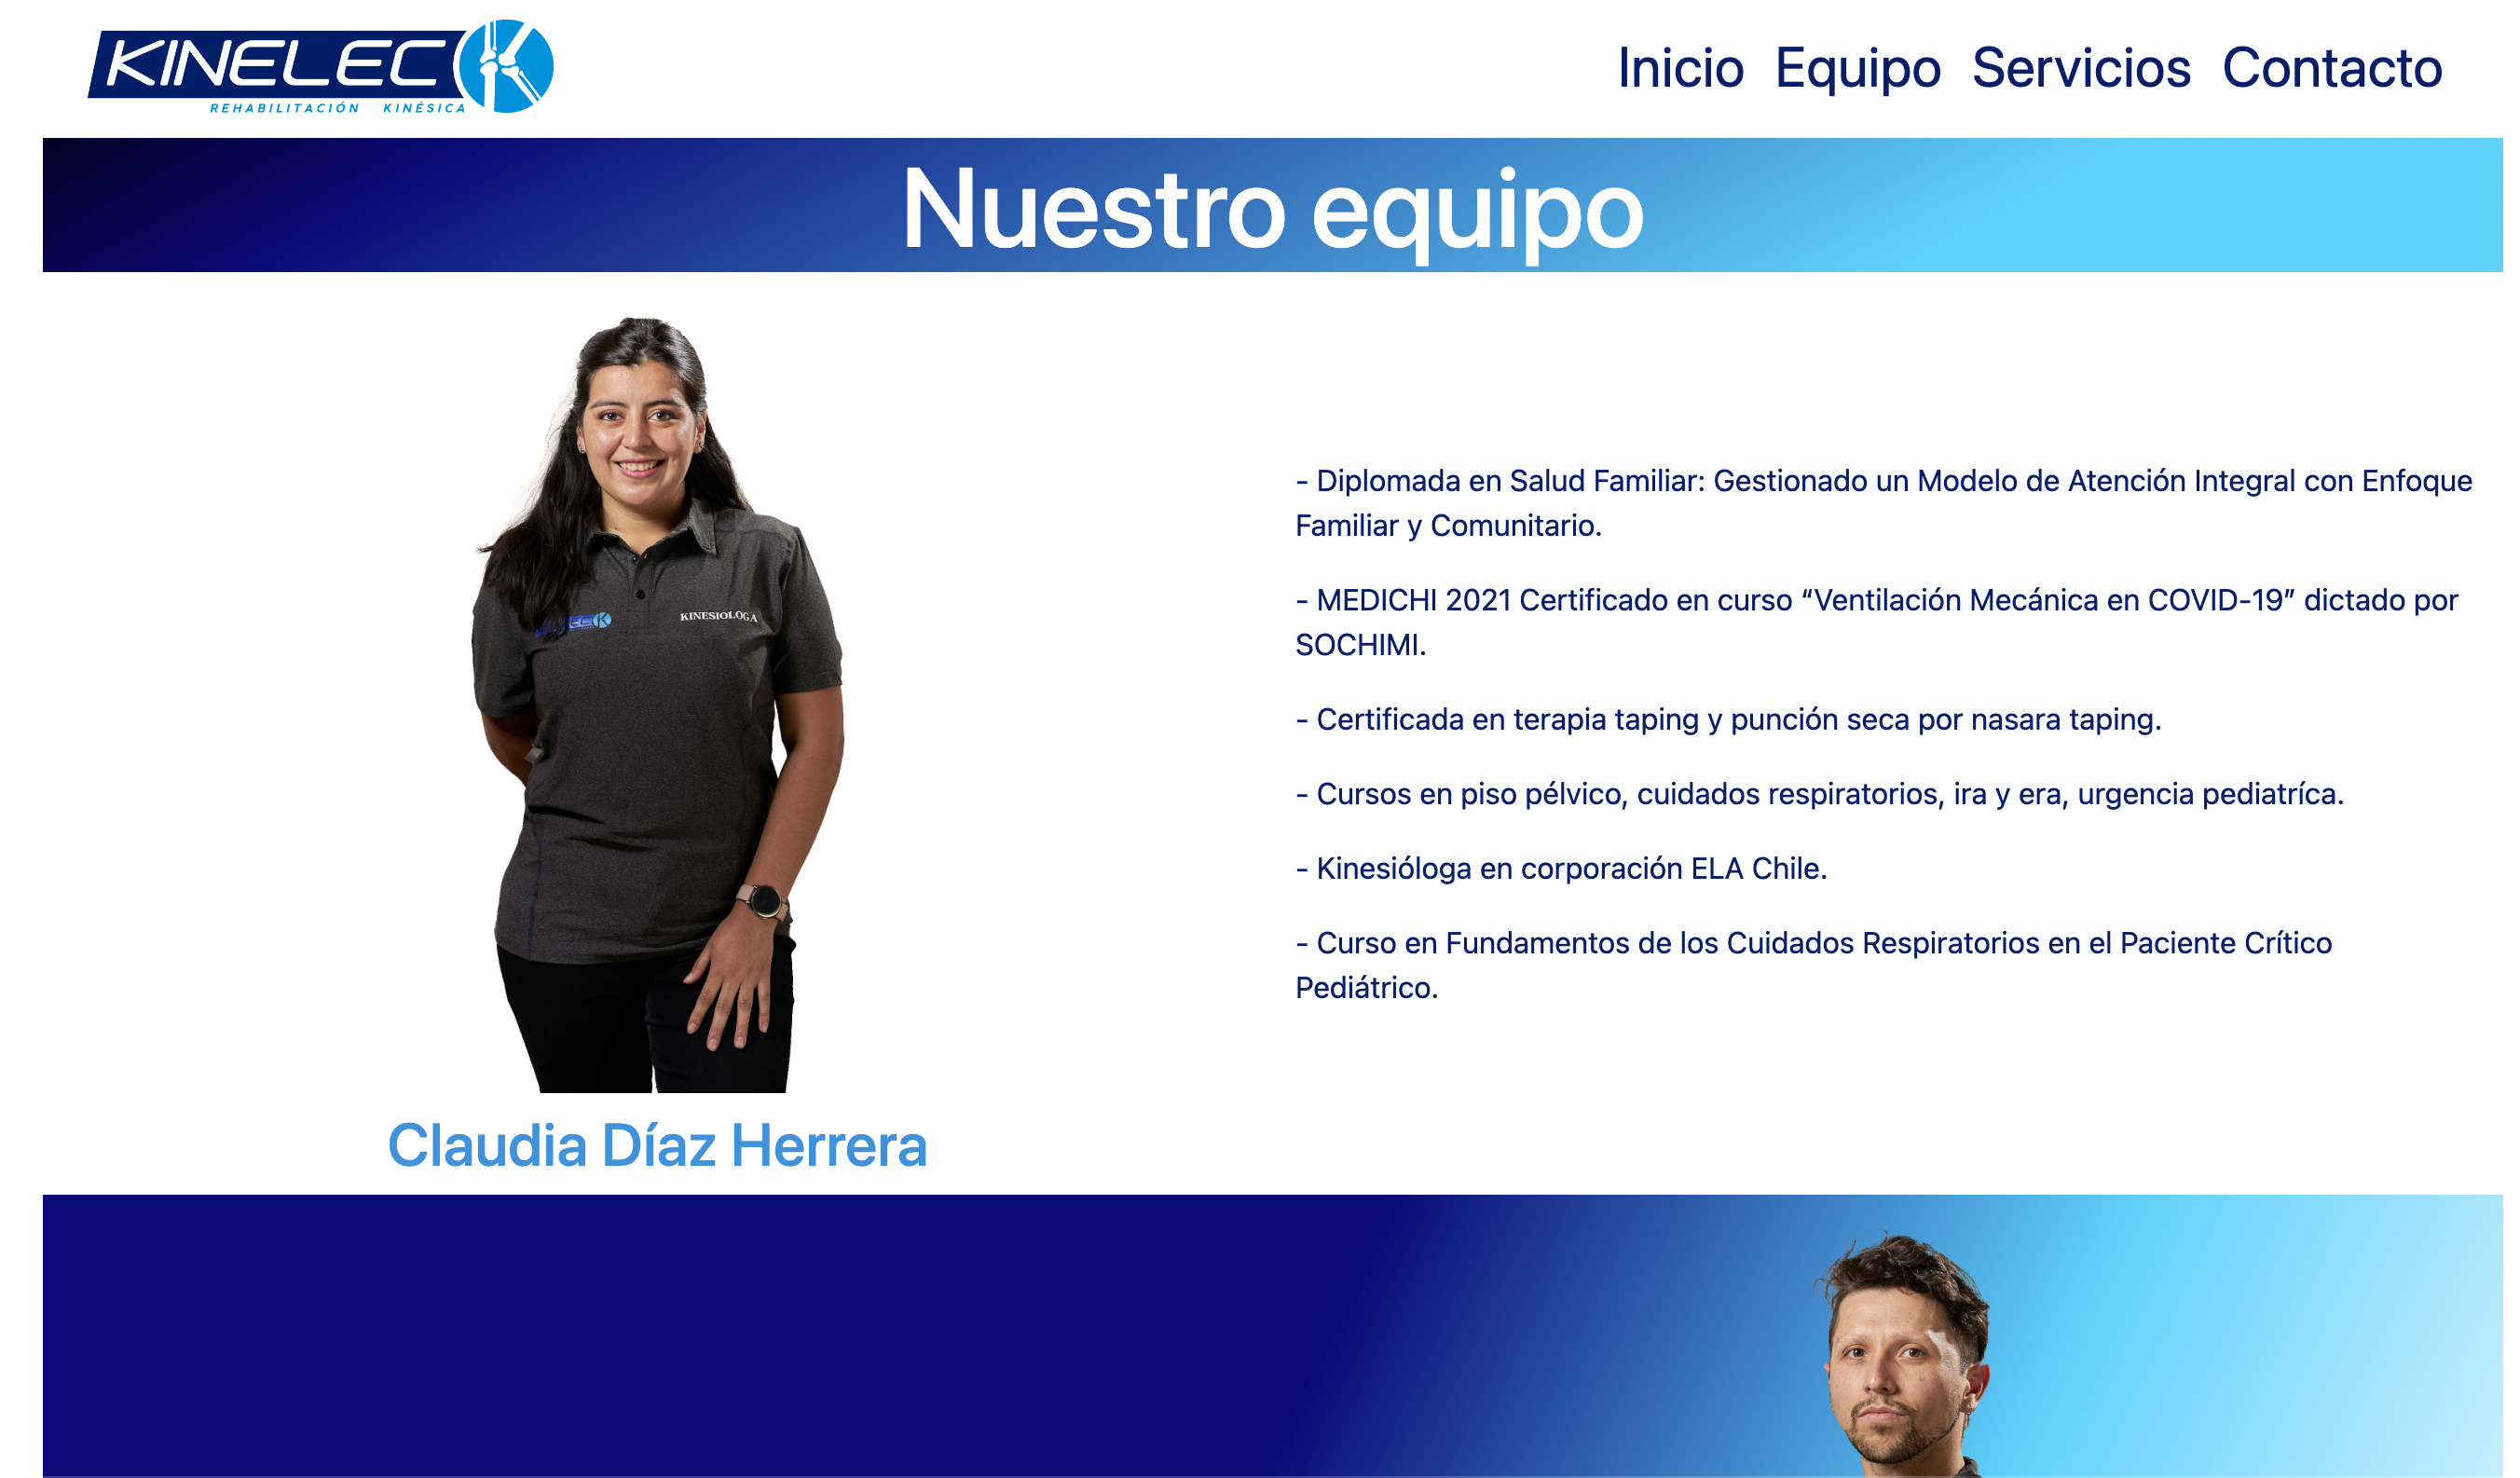 KINELEC
REHABILITACIÓN KINÉSICA
Inicio Equipo Servicios Contacto
Nuestro equipo
KINESIOLOGA
- Diplomada en Salud Familiar: Gestionado un Modelo de Atención Integral con Enfoque
Familiar y Comunitario.
- MEDICHI 2021 Certificado en curso “Ventilación Mecánica en COVID-19” dictado por
SOCHIMI.
- Certificada en terapia taping y punción seca por nasara taping.
- Cursos en piso pélvico, cuidados respiratorios, ira y era, urgencia pediatríca.
- Kinesióloga en corporación ELA Chile.
- Curso en Fundamentos de los Cuidados Respiratorios en el Paciente Crítico
Pediátrico.
Claudia Díaz Herrera